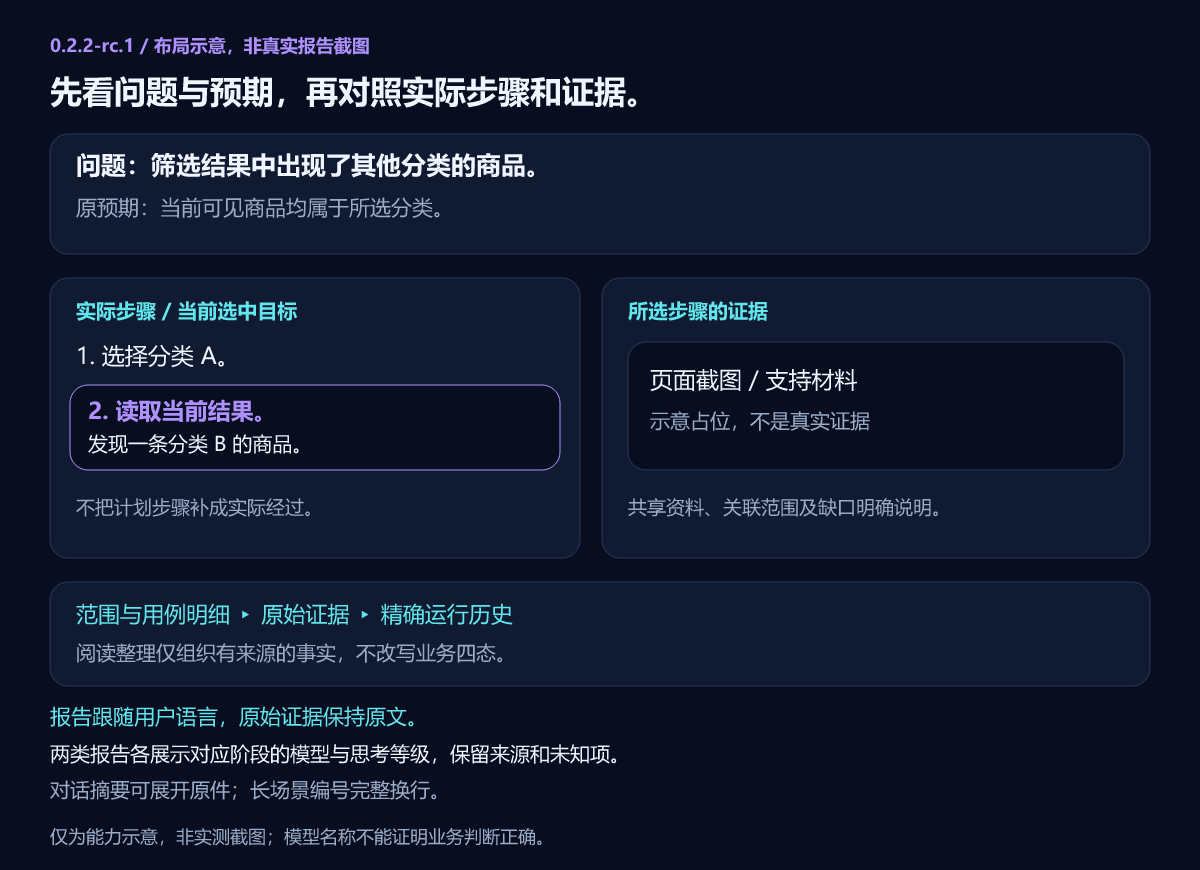 0.2.2-rc.1 / 布局示意，非真实报告截图
先看问题与预期，再对照实际步骤和证据。
问题：筛选结果中出现了其他分类的商品。
原预期：当前可见商品均属于所选分类。
实际步骤 / 当前选中目标
1. 选择分类 A。
2. 读取当前结果。
发现一条分类 B 的商品。
不把计划步骤补成实际经过。
所选步骤的证据
页面截图 / 支持材料
示意占位，不是真实证据
共享资料、关联范围及缺口明确说明。
范围与用例明细 ▸ 原始证据 ▸ 精确运行历史
阅读整理仅组织有来源的事实，不改写业务四态。
报告跟随用户语言，原始证据保持原文。
两类报告各展示对应阶段的模型与思考等级，保留来源和未知项。
对话摘要可展开原件；长场景编号完整换行。
仅为能力示意，非实测截图；模型名称不能证明业务判断正确。